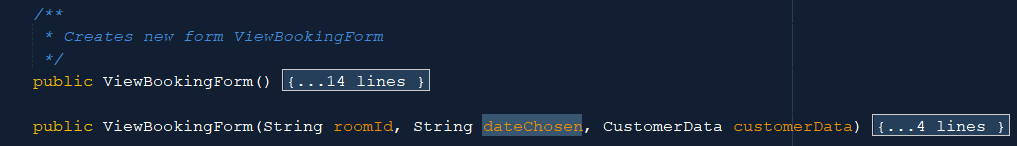 /**
* Creates new form ViewBookingForm
*/
public ViewBookingForm() {...14 lines }
public ViewBookingForm(String roomId, String dateChosen, CustomerData customerData) {...4 lines }